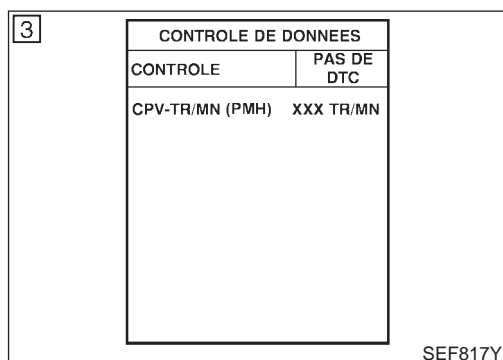 3
CONTROLE DE DONNEES
CONTROLE PAS DE DTC
CPV-TR/MN (PMH) XXX TR/MN
SEF817Y